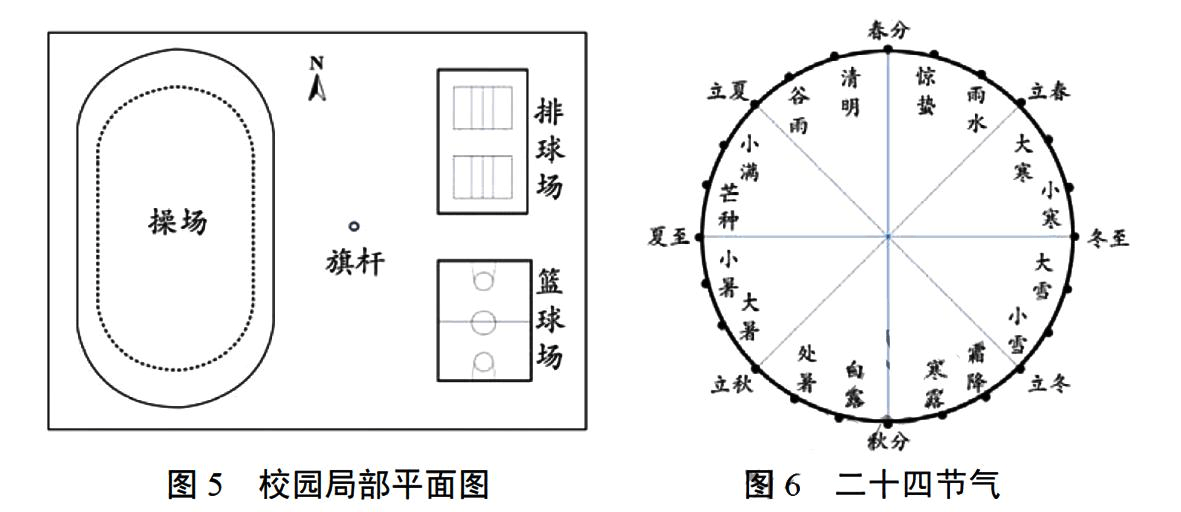 N
操场
旗杆
排球场
篮球场
图 5 校园局部平面图
春分
惊蛰
雨水
立春
大寒
小寒
冬至
大雪
小雪
立冬
霜降
寒露
秋分
白露
处暑
立秋
大暑
小暑
夏至
芒种
小满
立夏
谷雨
清明
图 6 二十四节气